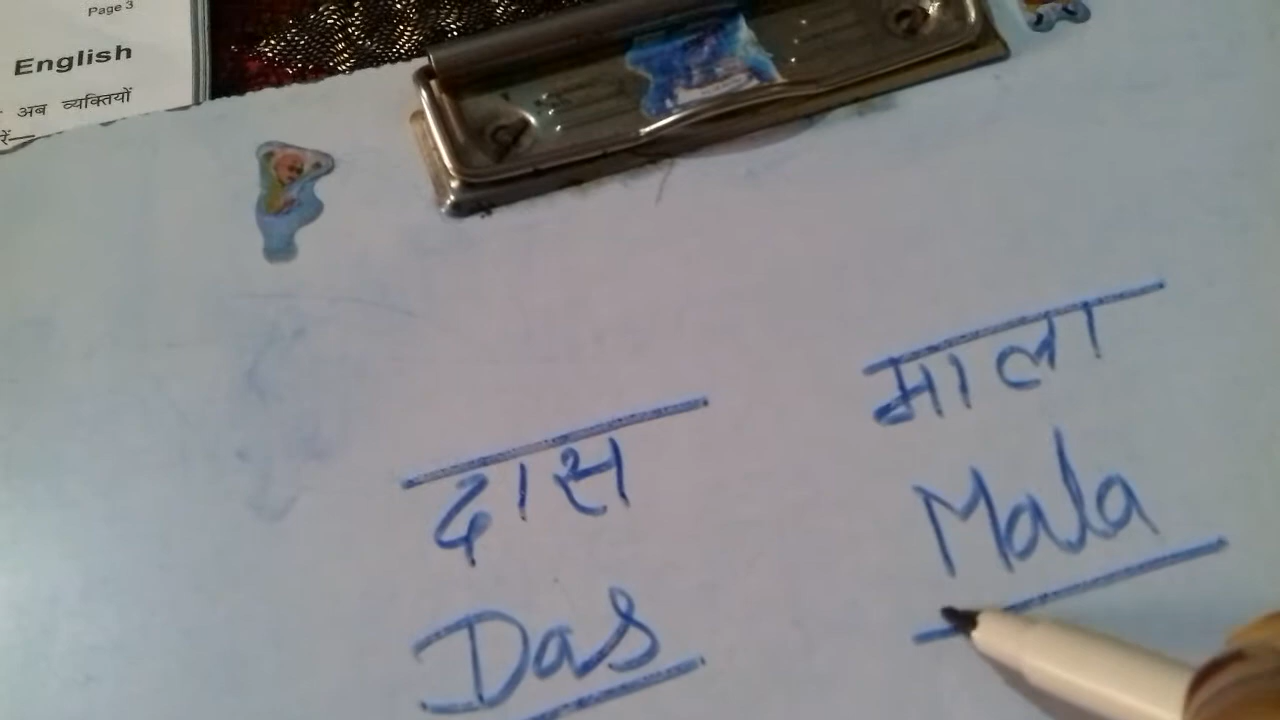 Page 3
English
अब व्यक्तियों
रें—
दास
Das
माला
Mala